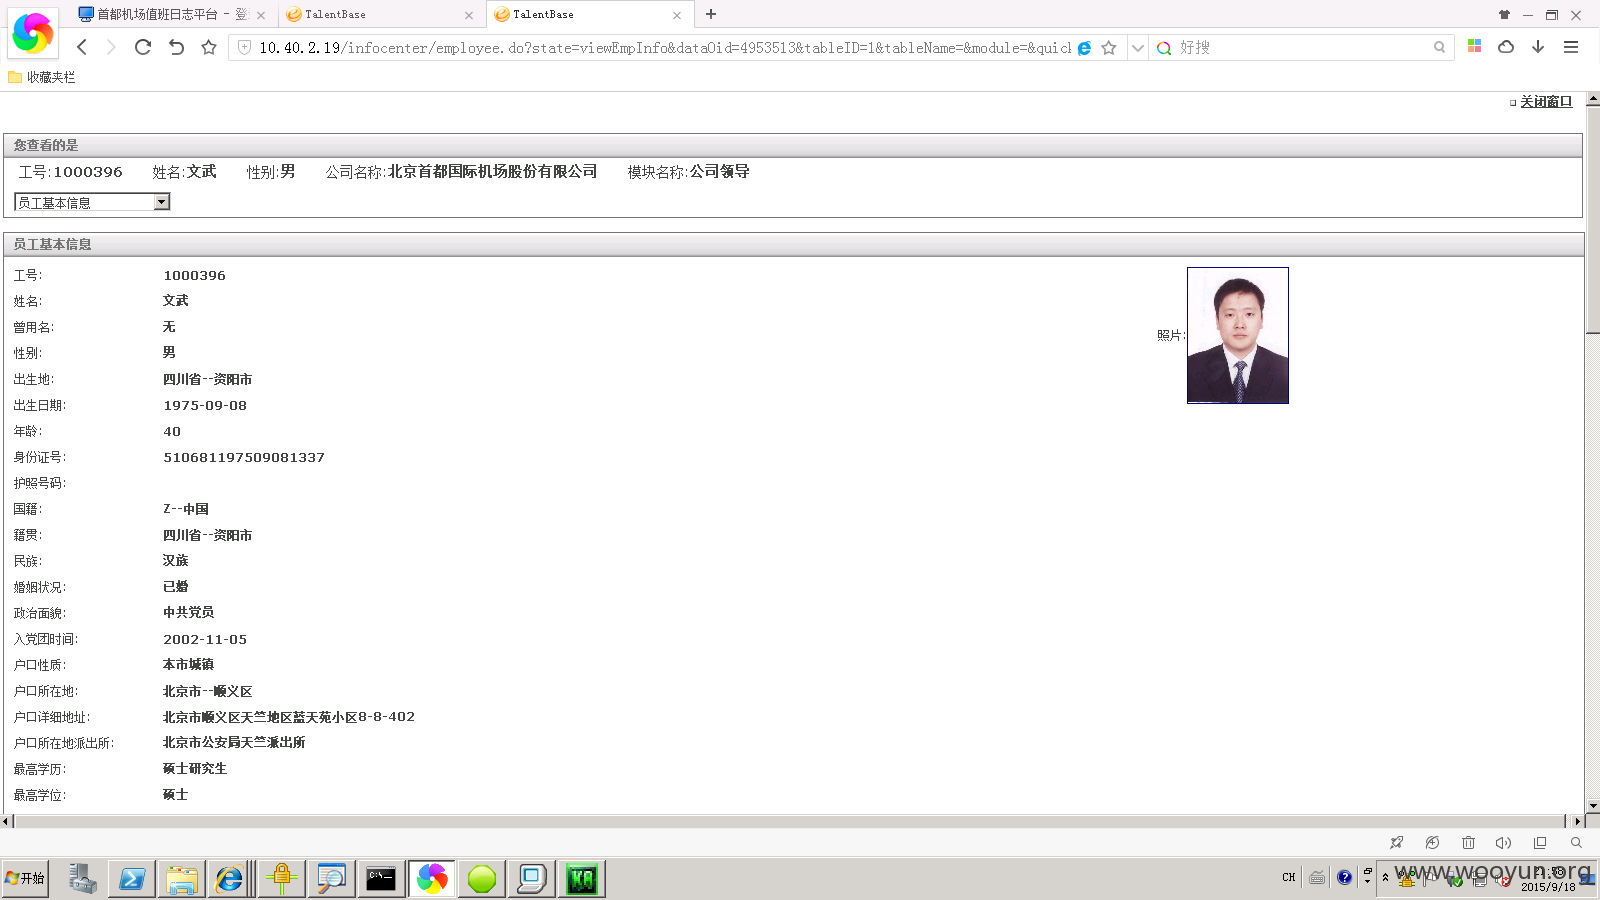 首都机场值班日志平台 - 登
TalentBase
TalentBase
10.40.2.19/infocenter/employee.do?state=viewEmpInfo&dataOid=4953513&tableID=1&tableName=&module=&quick
好搜
收藏夹栏
关闭窗口
您查看的是
工号:1000396 姓名:文武 性别:男 公司名称:北京首都国际机场股份有限公司 模块名称:公司领导
员工基本信息
员工基本信息
工号: 1000396
姓名: 文武
曾用名: 无
性别: 男
出生地: 四川省--资阳市
出生日期: 1975-09-08
年龄: 40
身份证号: 510681197509081337
护照号码:
国籍: Z--中国
籍贯: 四川省--资阳市
民族: 汉族
婚姻状况: 已婚
政治面貌: 中共党员
入党团时间: 2002-11-05
户口性质: 本市城镇
户口所在地: 北京市--顺义区
户口详细地址: 北京市顺义区天竺地区蓝天苑小区8-8-402
户口所在地派出所: 北京市公安局天竺派出所
最高学历: 硕士研究生
最高学位: 硕士
照片:
开始
CH
www.wooyun.org
2015/9/18